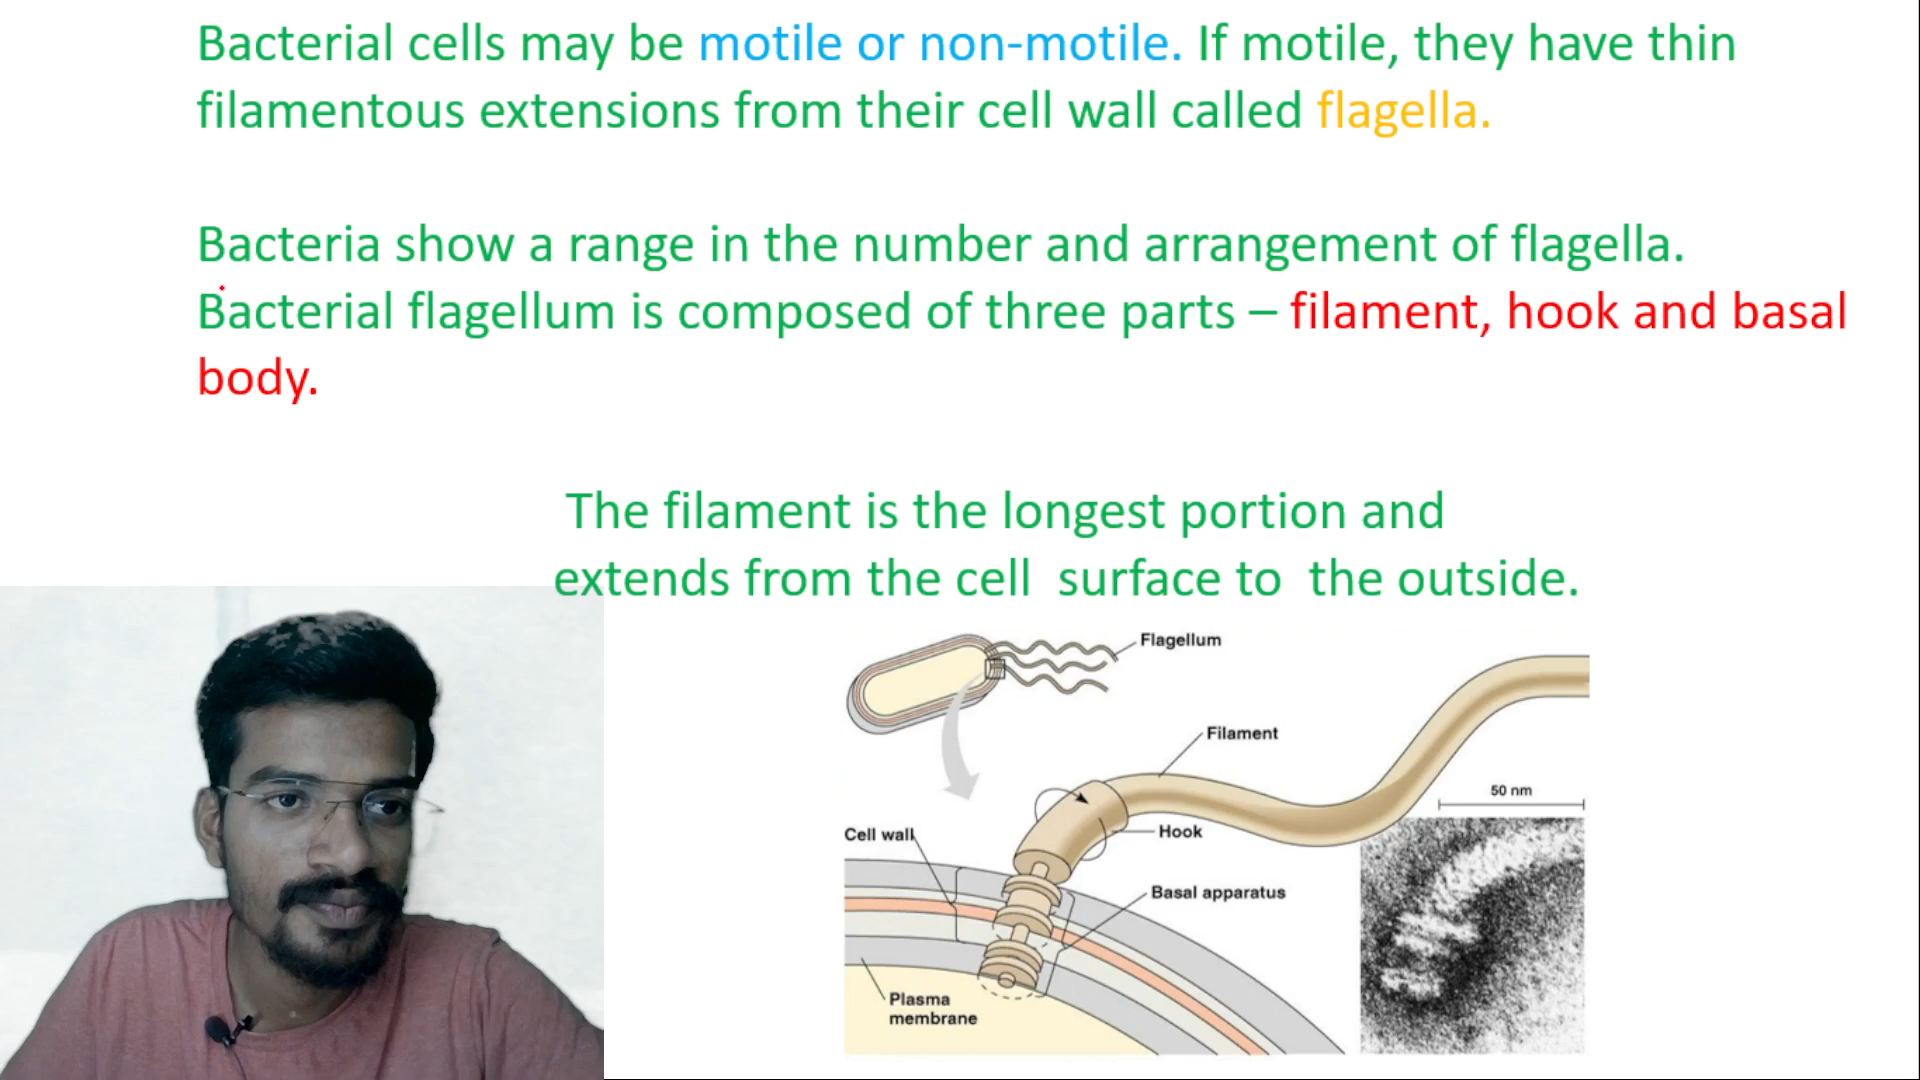 Bacterial cells may be motile or non-motile. If motile, they have thin
filamentous extensions from their cell wall called flagella.
Bacteria show a range in the number and arrangement of flagella.
Bacterial flagellum is composed of three parts – filament, hook and basal
body.
The filament is the longest portion and
extends from the cell surface to the outside.
Flagellum
Filament
50 nm
Cell wall
Hook
Basal apparatus
Plasma
membrane